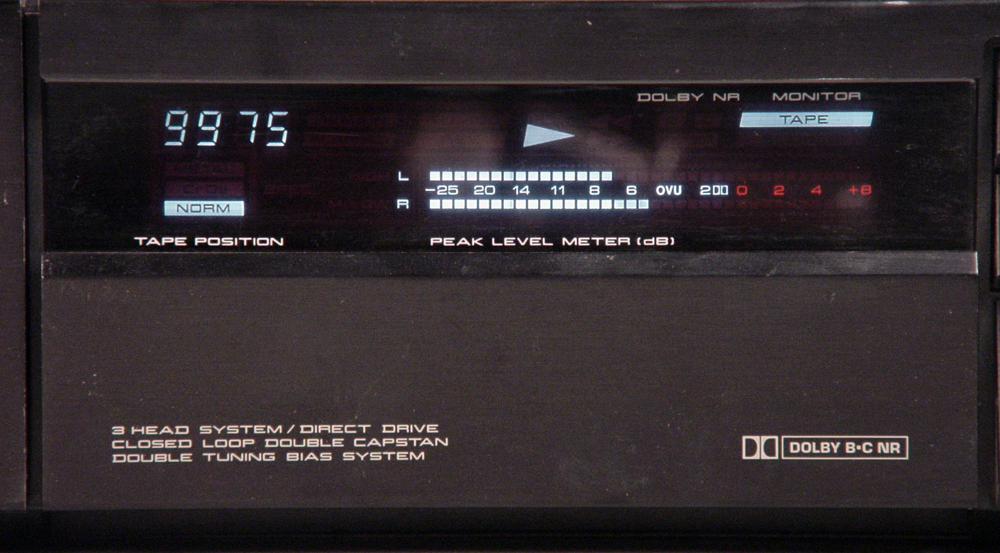 DOLBY NR MONITOR
9975 TAPE
L
-25 20 14 11 8 6 0VU 2 0 2 4 +8
NORM R
TAPE POSITION PEAK LEVEL METER (dB)
3 HEAD SYSTEM / DIRECT DRIVE
CLOSED LOOP DOUBLE CAPSTAN
DOUBLE TUNING BIAS SYSTEM
DOLBY B·C NR